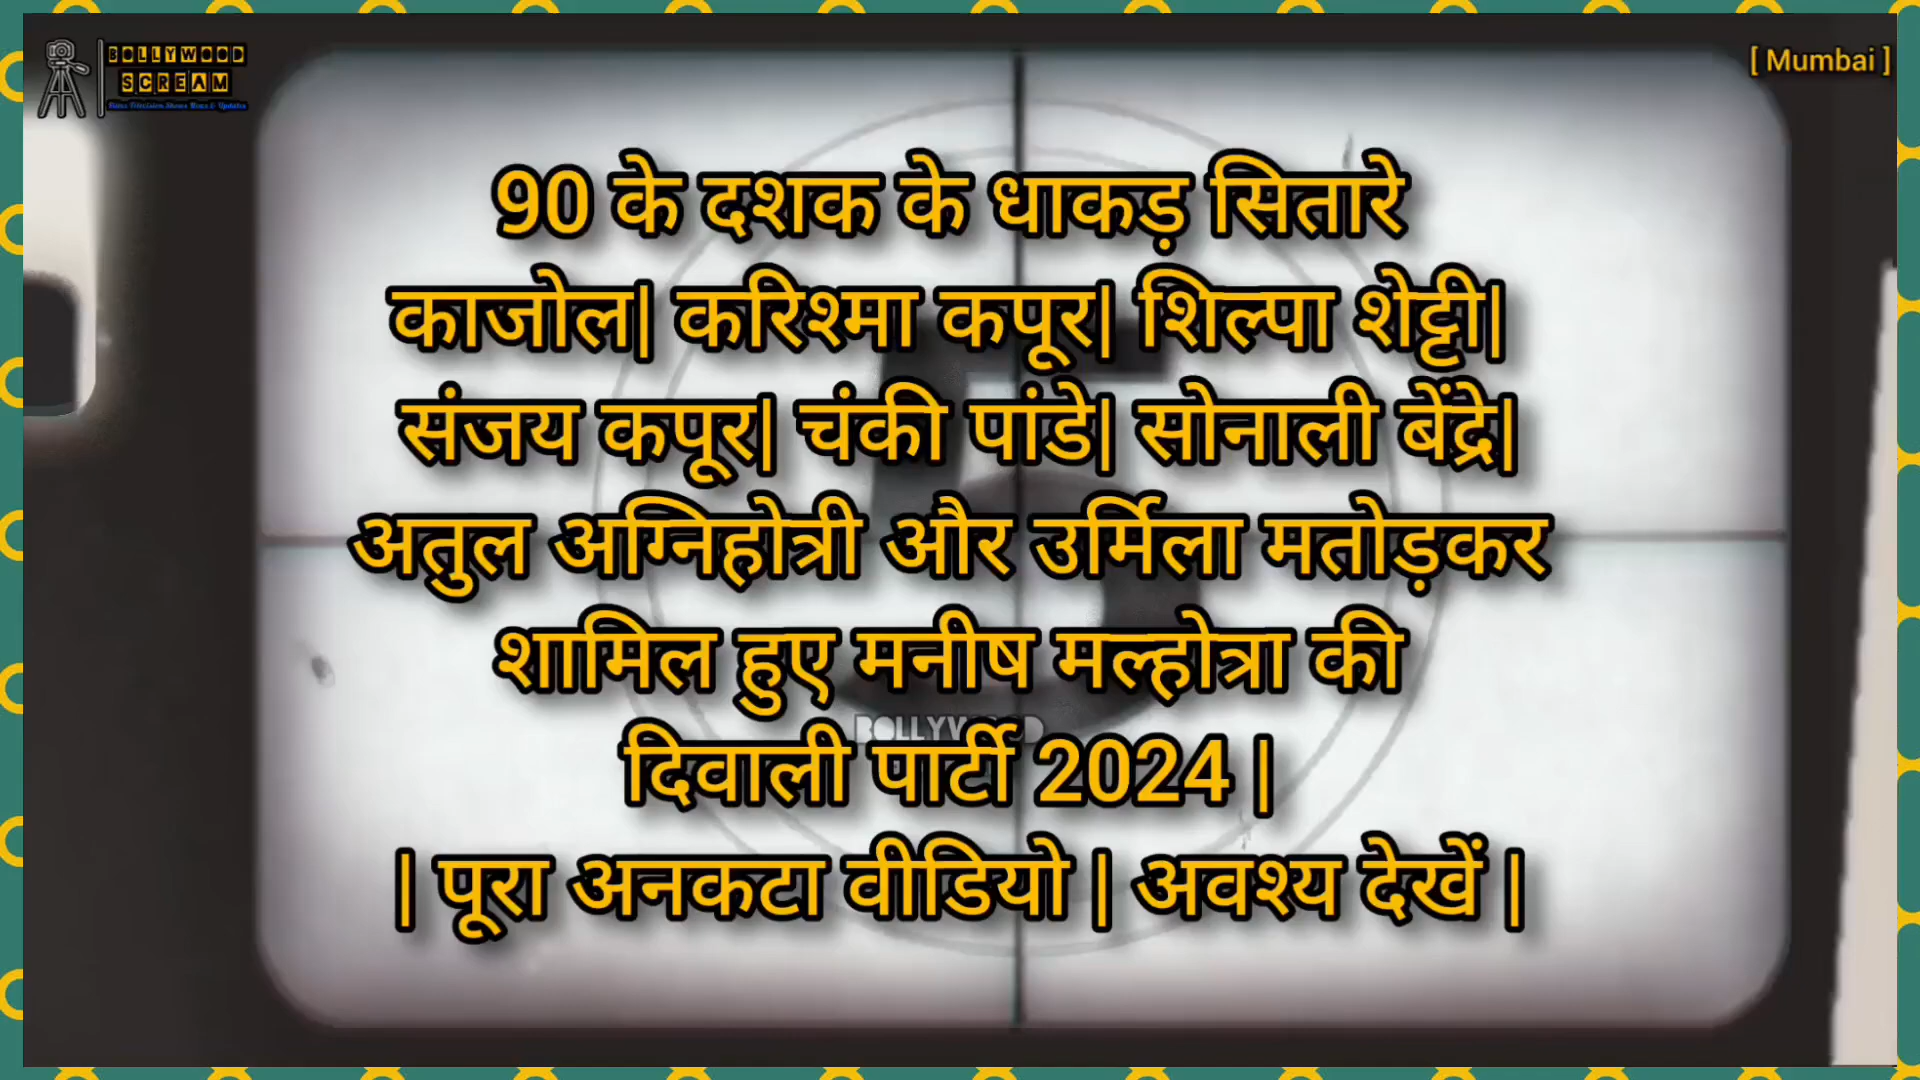 BOLLYWOOD
SCREAM
[ Mumbai ]
90 के दशक के धाकड़ सितारे
काजोल| करिश्मा कपूर| शिल्पा शेट्टी|
संजय कपूर| चंकी पांडे| सोनाली बेंद्रे|
अतुल अग्निहोत्री और उर्मिला मतोड़कर
शामिल हुए मनीष मल्होत्रा की
BOLLYWOOD
दिवाली पार्टी 2024 |
| पूरा अनकटा वीडियो | अवश्य देखें |